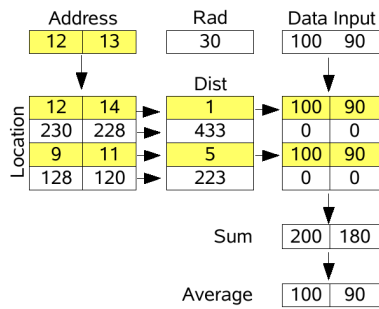 Address Rad Data Input
12 13 30 100 90
Dist
Location
12 14 1 100 90
230 228 433 0 0
9 11 5 100 90
128 120 223 0 0
Sum 200 180
Average 100 90